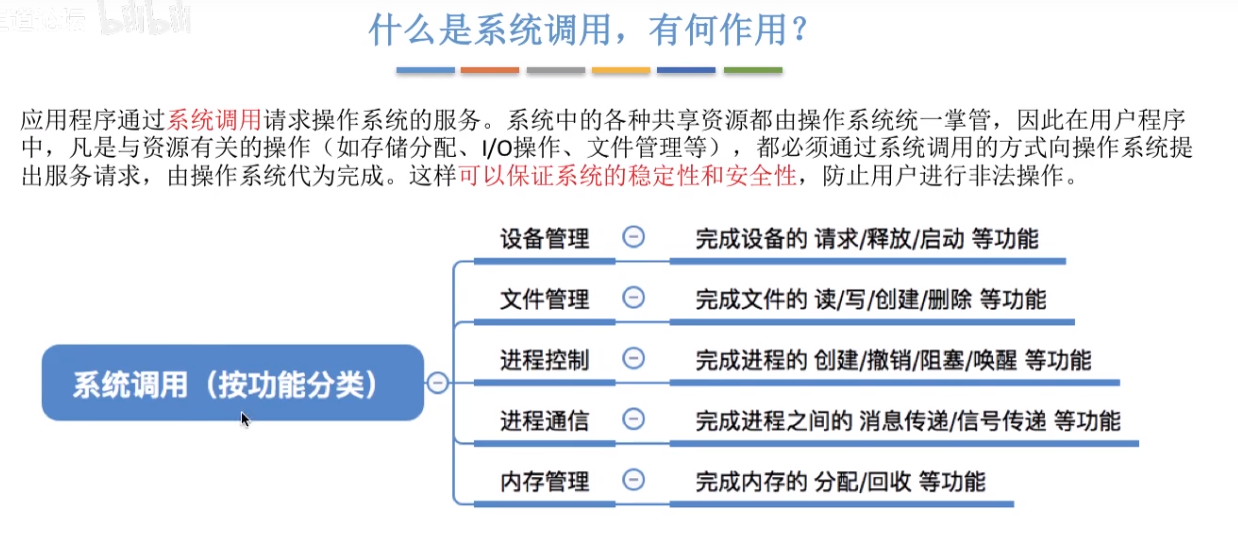 bilibili
什么是系统调用，有何作用？
应用程序通过系统调用请求操作系统的服务。系统中的各种共享资源都由操作系统统一掌管，因此在用户程序
中，凡是与资源有关的操作（如存储分配、I/O操作、文件管理等），都必须通过系统调用的方式向操作系统提
出服务请求，由操作系统代为完成。这样可以保证系统的稳定性和安全性，防止用户进行非法操作。
设备管理 完成设备的 请求/释放/启动 等功能
文件管理 完成文件的 读/写/创建/删除 等功能
系统调用（按功能分类）
进程控制 完成进程的 创建/撤销/阻塞/唤醒 等功能
进程通信 完成进程之间的 消息传递/信号传递 等功能
内存管理 完成内存的 分配/回收 等功能